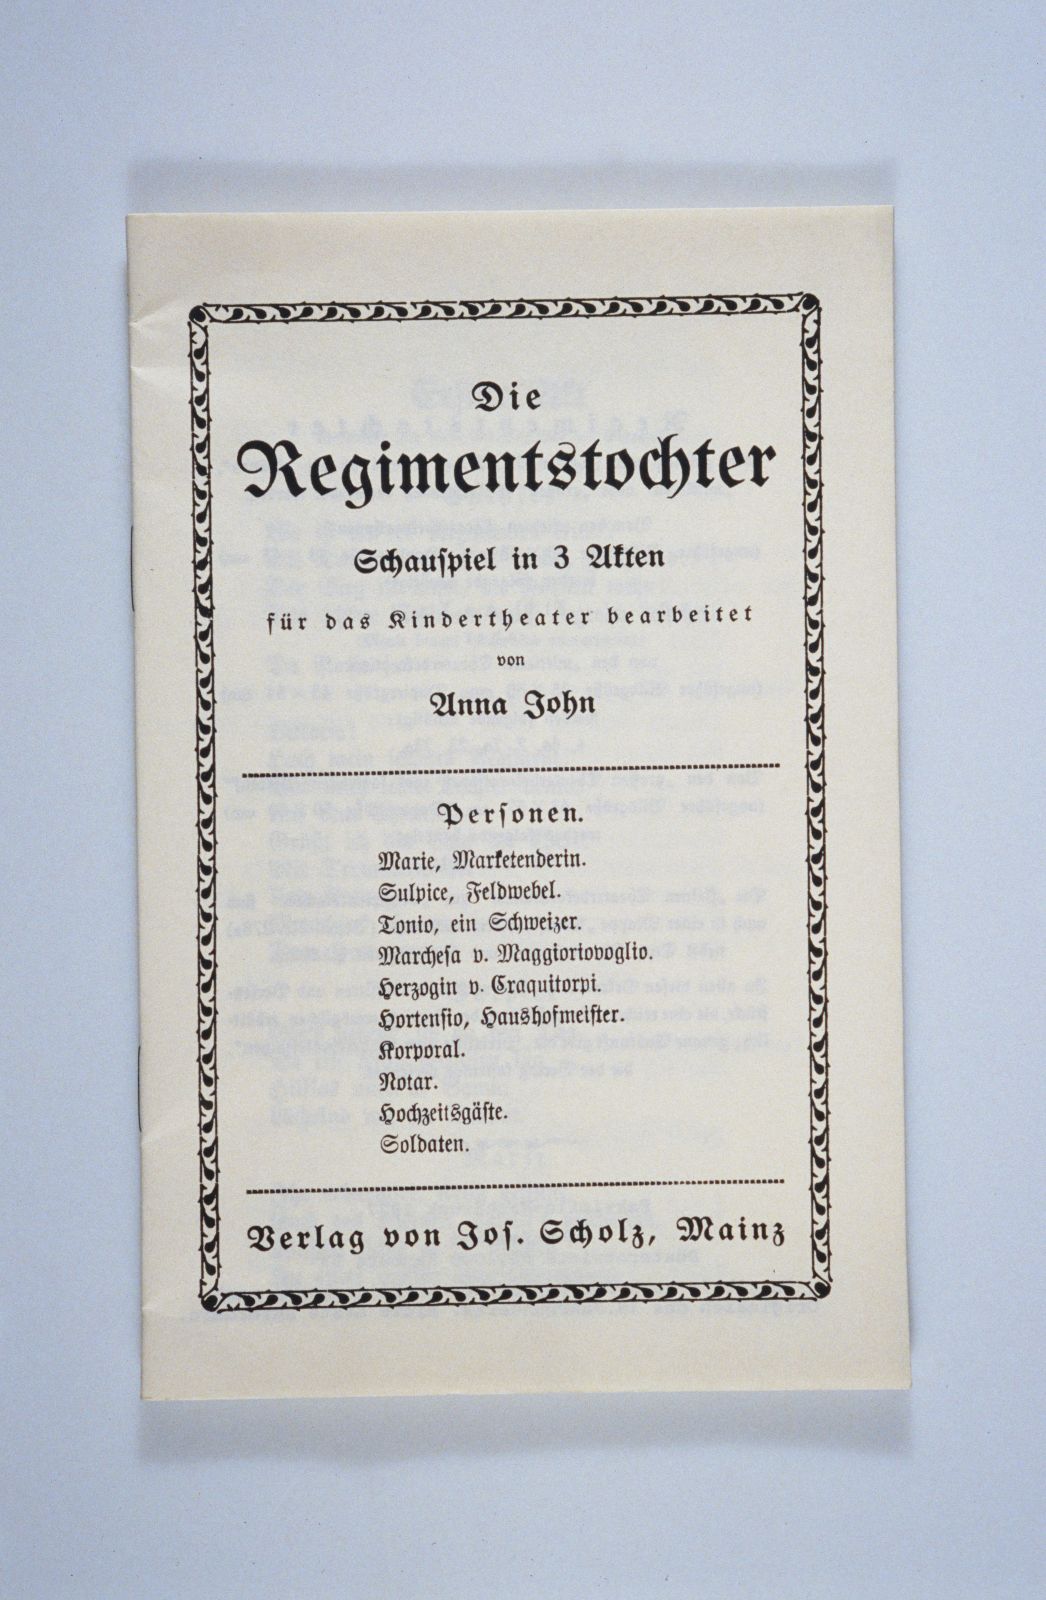 Die
Regimentstochter
Schauspiel in 3 Akten
für das Kindertheater bearbeitet
von
Anna John
Personen.
Marie, Marketenderin.
Sulpice, Feldwebel.
Tonio, ein Schweizer.
Marchesa v. Maggioriovoglio.
Herzogin v. Craquitorpi.
Hortensio, Haushofmeister.
Korporal.
Notar.
Hochzeitsgäste.
Soldaten.
Verlag von Jos. Scholz, Mainz